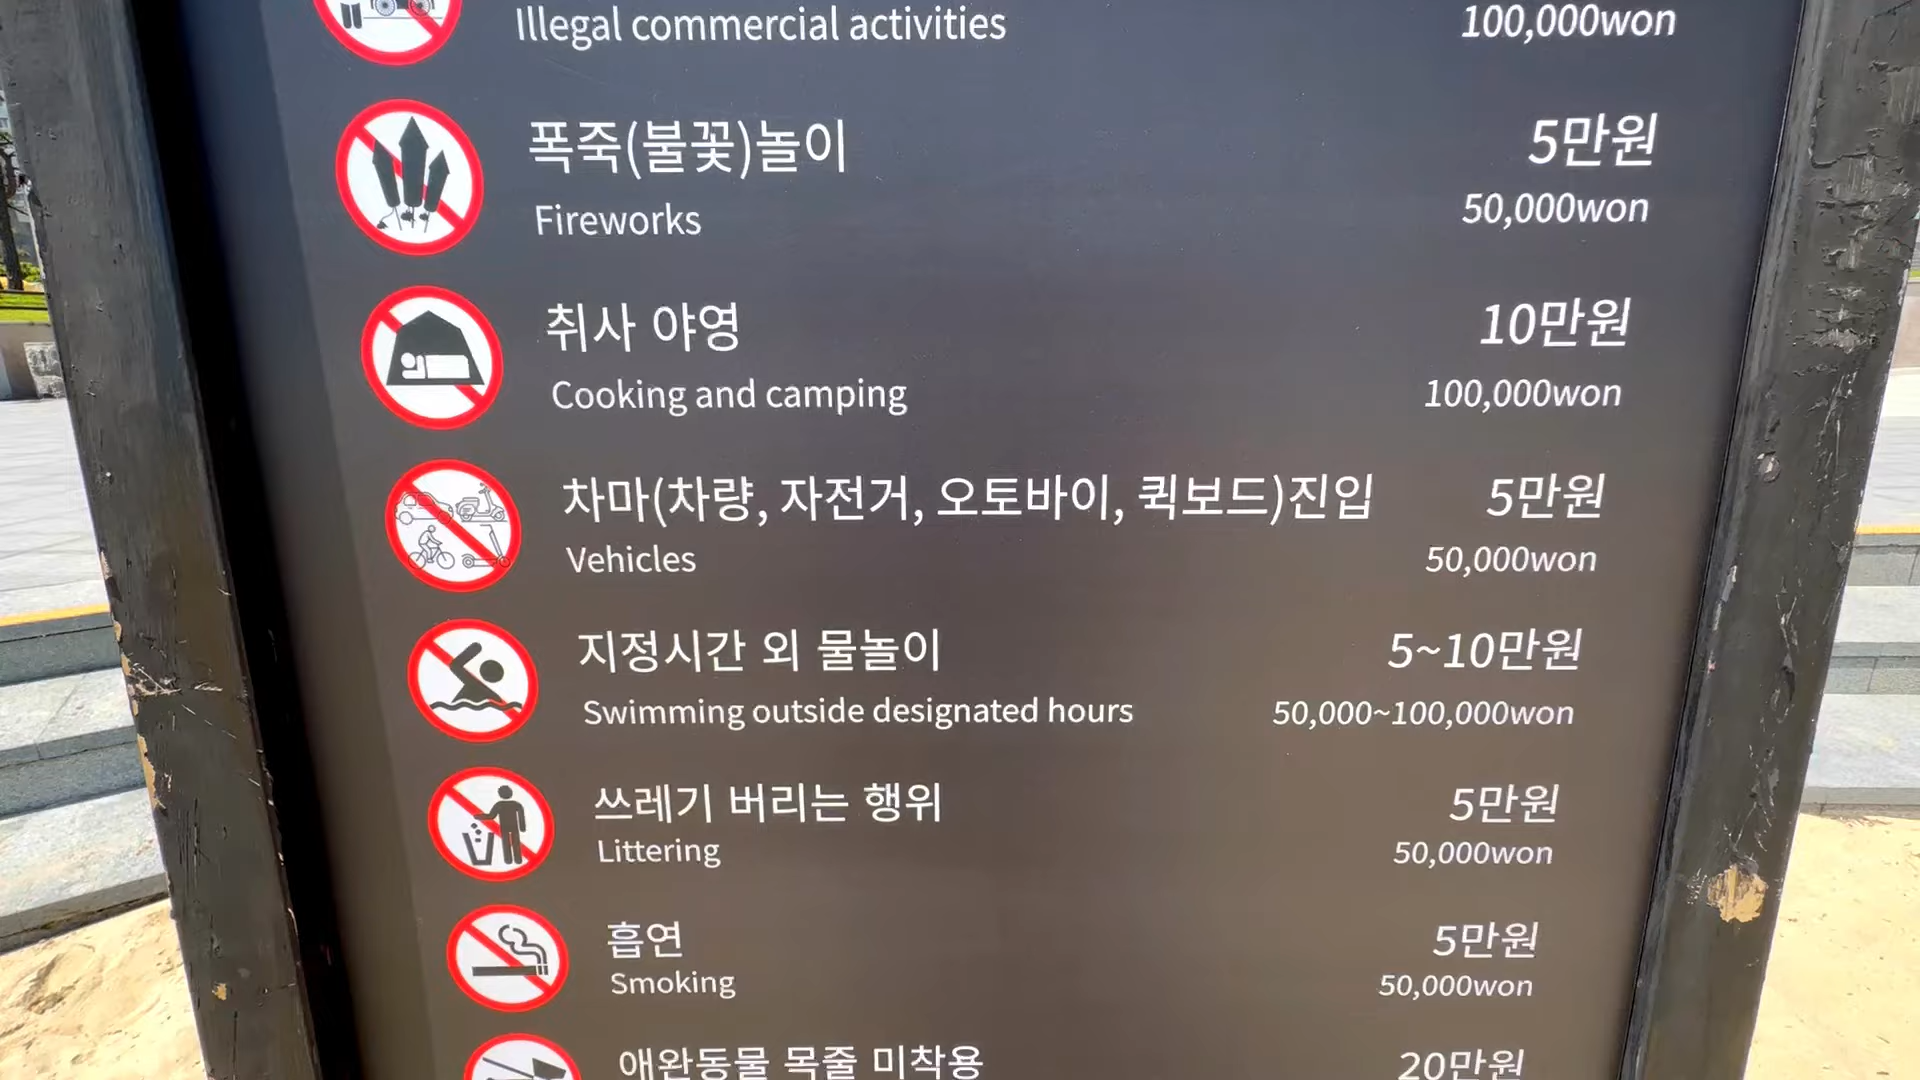 Illegal commercial activities 100,000won
폭죽(불꽃)놀이 5만원
Fireworks 50,000won
취사 야영 10만원
Cooking and camping 100,000won
차마(차량, 자전거, 오토바이, 퀵보드)진입 5만원
Vehicles 50,000won
지정시간 외 물놀이 5~10만원
Swimming outside designated hours 50,000~100,000won
쓰레기 버리는 행위 5만원
Littering 50,000won
흡연 5만원
Smoking 50,000won
애완동물 목줄 미착용 20만원